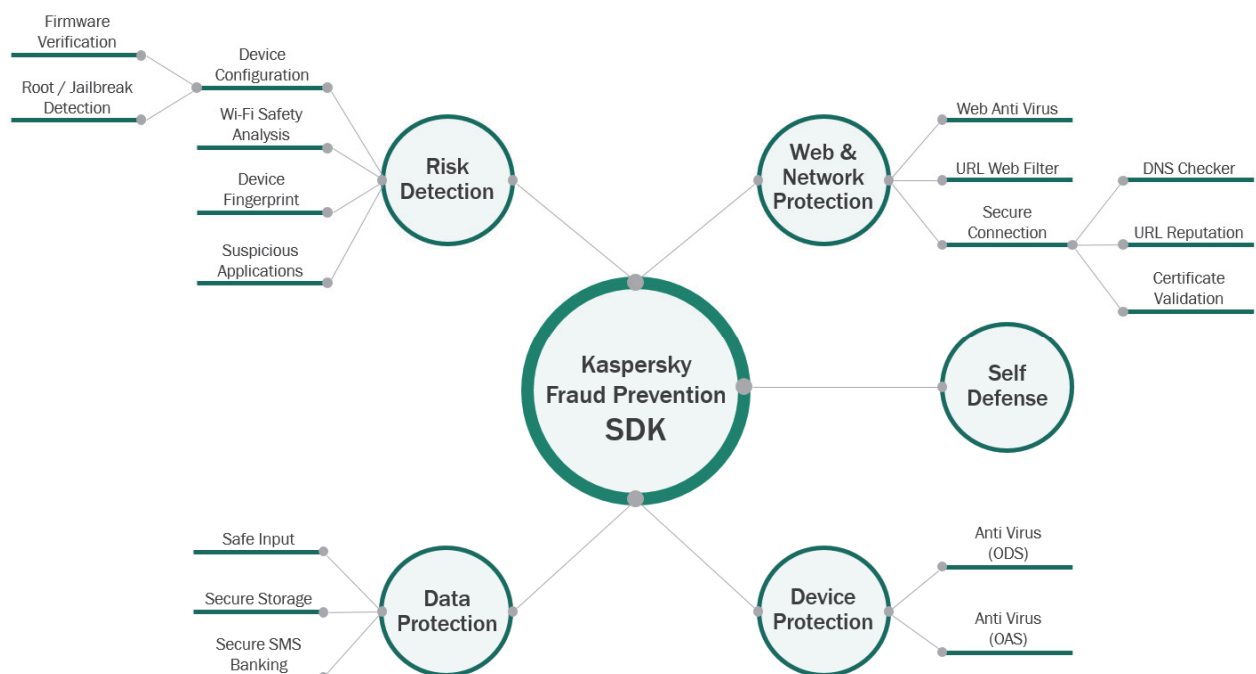 Firmware
Verification
Root / Jailbreak
Detection
Device
Configuration
Wi-Fi Safety
Analysis
Device
Fingerprint
Suspicious
Applications
Risk
Detection
Web &
Network
Protection
Web Anti Virus
URL Web Filter
Secure
Connection
DNS Checker
URL Reputation
Certificate
Validation
Kaspersky
Fraud Prevention
SDK
Self
Defense
Safe Input
Secure Storage
Secure SMS
Banking
Data
Protection
Device
Protection
Anti Virus
(ODS)
Anti Virus
(OAS)